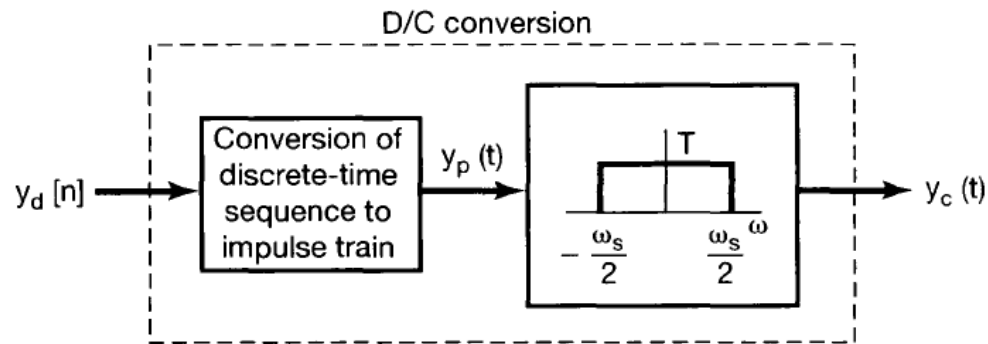 D/C conversion
Conversion of
discrete-time
sequence to
impulse train
y_d [n]
y_p (t)
T
ω
- ω_s/2
ω_s/2
y_c (t)